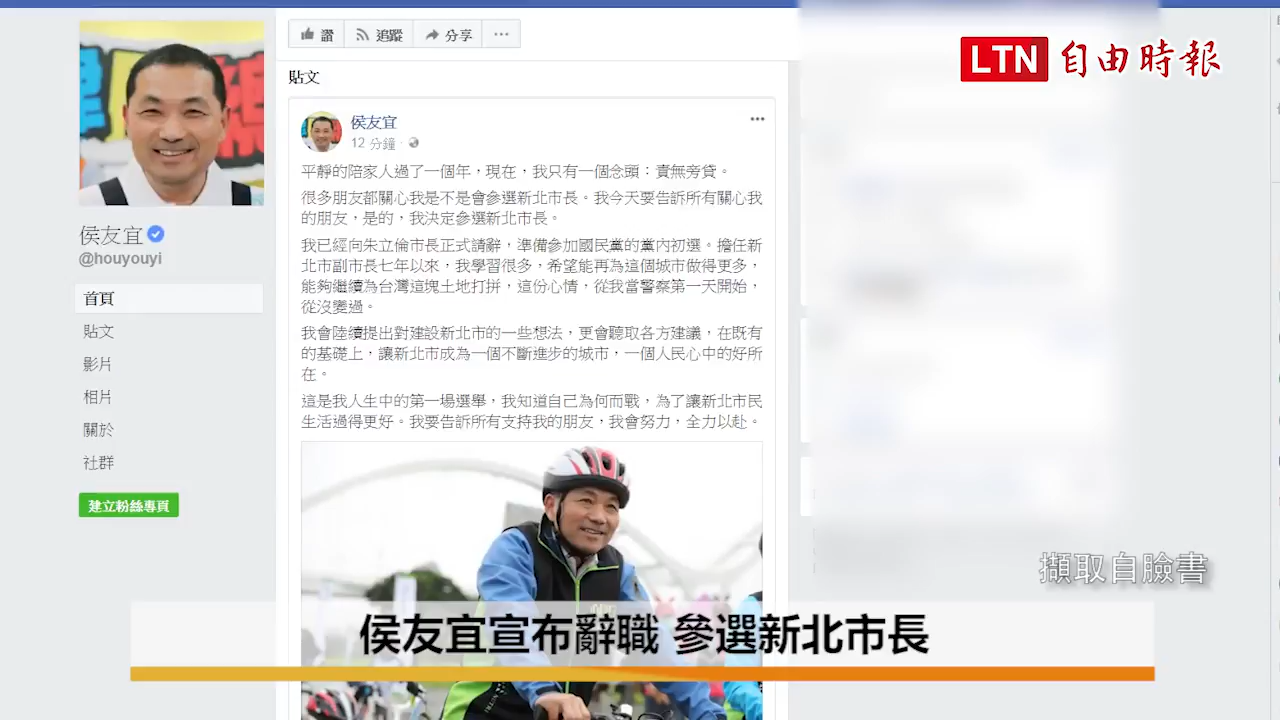 讚
追蹤
分享
LTN 自由時報
貼文
侯友宜
12 分鐘
平靜的陪家人過了一個年，現在，我只有一個念頭：責無旁貸。
很多朋友都關心我是不是會參選新北市長。我今天要告訴所有關心我
的朋友，是的，我決定參選新北市長。
我已經向朱立倫市長正式請辭，準備參加國民黨的黨內初選。擔任新
北市副市長七年以來，我學習很多，希望能再為這個城市做得更多，
能夠繼續為台灣這塊土地打拼，這份心情，從我當警察第一天開始，
從沒變過。
我會陸續提出對建設新北市的一些想法，更會聽取各方建議，在既有
的基礎上，讓新北市成為一個不斷進步的城市，一個人民心中的好所
在。
這是我人生中的第一場選舉，我知道自己為何而戰，為了讓新北市民
生活過得更好。我要告訴所有支持我的朋友，我會努力，全力以赴。
侯友宜
@houyouyi
首頁
貼文
影片
相片
關於
社群
建立粉絲專頁
擷取自臉書
侯友宜宣布辭職 參選新北市長